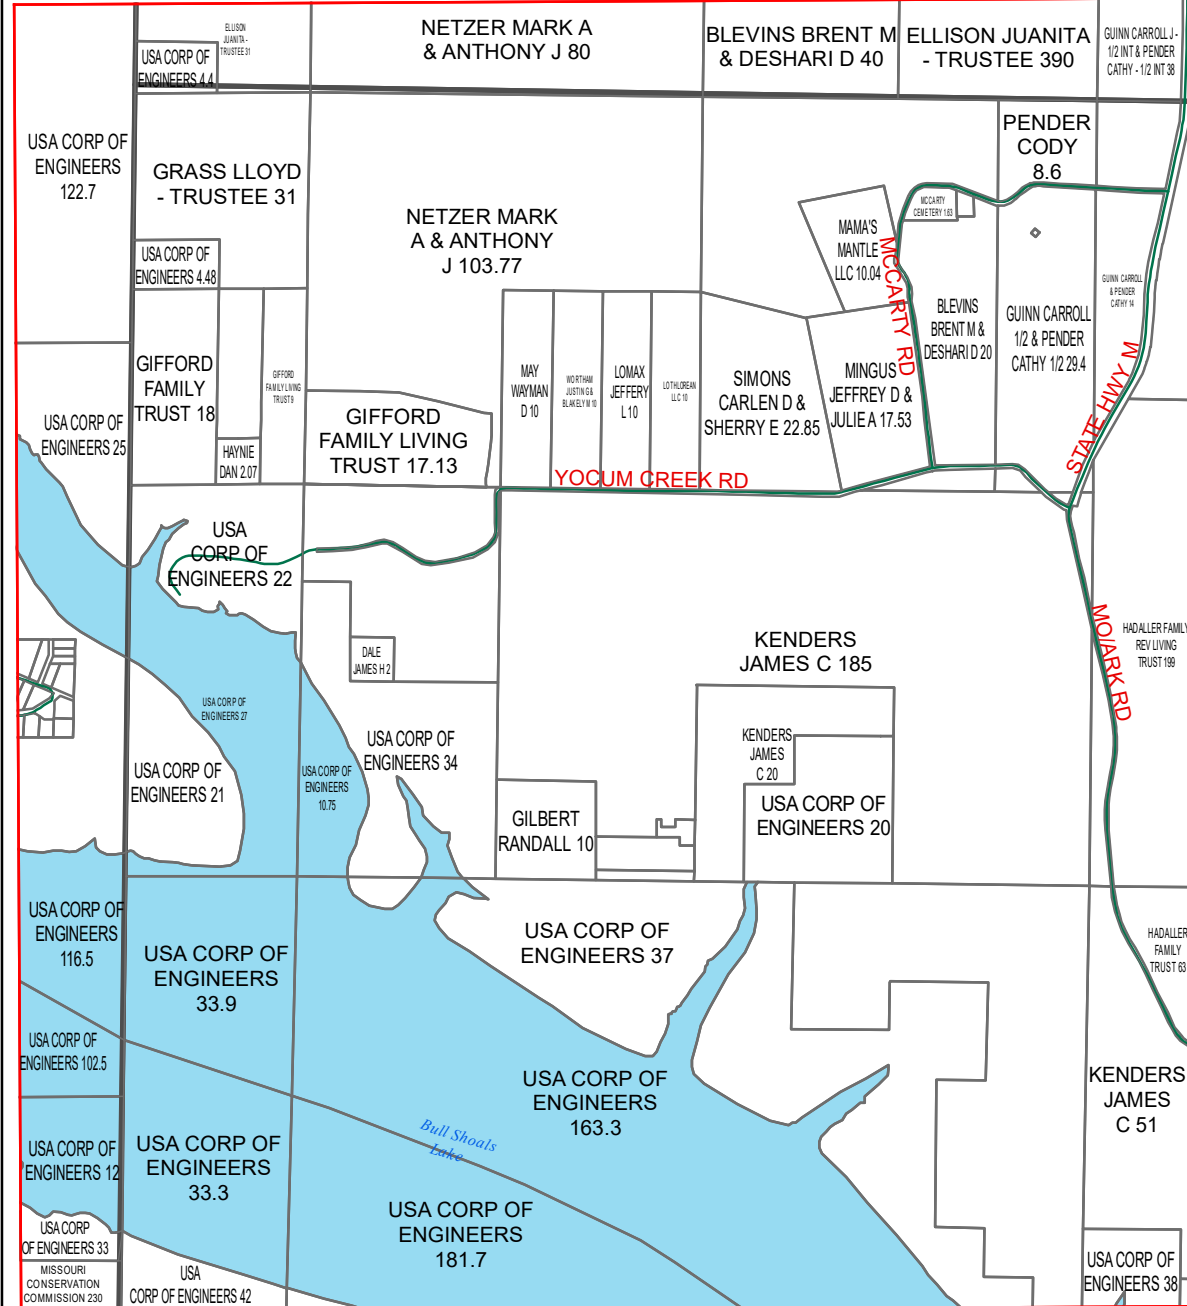 ELLISON
JUANITA -
TRUSTEE 31
NETZER MARK A
& ANTHONY J 80
BLEVINS BRENT M
& DESHARI D 40
ELLISON JUANITA
- TRUSTEE 390
GUINN CARROLL J -
1/2 INT & PENDER
CATHY - 1/2 INT 38
USA CORP OF
ENGINEERS 4.4
USA CORP OF
ENGINEERS
122.7
GRASS LLOYD
- TRUSTEE 31
NETZER MARK
A & ANTHONY
J 103.77
PENDER
CODY
8.6
MCCARTY
CEMETERY 1.63
MAMA'S
MANTLE
LLC 10.04
MCCARTY RD
USA CORP OF
ENGINEERS 4.48
GUINN CARROLL
& PENDER
CATHY 14
BLEVINS
BRENT M &
DESHARI D 20
GUINN CARROLL
1/2 & PENDER
CATHY 1/2 29.4
GIFFORD
FAMILY
TRUST 18
GIFFORD
FAMILY LIVING
TRUST 9
HAYNIE
DAN 2.07
GIFFORD
FAMILY LIVING
TRUST 17.13
MAY
WAYMAN
D 10
WORTHAM
JUSTIN G &
BLAKELY M 10
LOMAX
JEFFERY
L 10
LOTHLOREAN
LLC 10
SIMONS
CARLEN D &
SHERRY E 22.85
MINGUS
JEFFREY D &
JULIE A 17.53
STATE HWY M
USA CORP OF
ENGINEERS 25
YOCUM CREEK RD
USA
CORP OF
ENGINEERS 22
KENDERS
JAMES C 185
MO/ARK RD
HADALLER FAMILY
REV LIVING
TRUST 199
DALE
JAMES H 2
USA CORP OF
ENGINEERS 27
USA CORP OF
ENGINEERS 21
USA CORP OF
ENGINEERS
10.75
USA CORP OF
ENGINEERS 34
KENDERS
JAMES
C 20
USA CORP OF
ENGINEERS 20
GILBERT
RANDALL 10
USA CORP OF
ENGINEERS
116.5
USA CORP OF
ENGINEERS
33.9
USA CORP OF
ENGINEERS 37
HADALLER
FAMILY
TRUST 63
USA CORP OF
ENGINEERS 102.5
USA CORP OF
ENGINEERS
163.3
KENDERS
JAMES
C 51
Bull Shoals
Lake
USA CORP OF
ENGINEERS 12
USA CORP OF
ENGINEERS
33.3
USA CORP OF
ENGINEERS
181.7
USA CORP
OF ENGINEERS 33
MISSOURI
CONSERVATION
COMMISSION 230
USA
CORP OF ENGINEERS 42
USA CORP OF
ENGINEERS 38